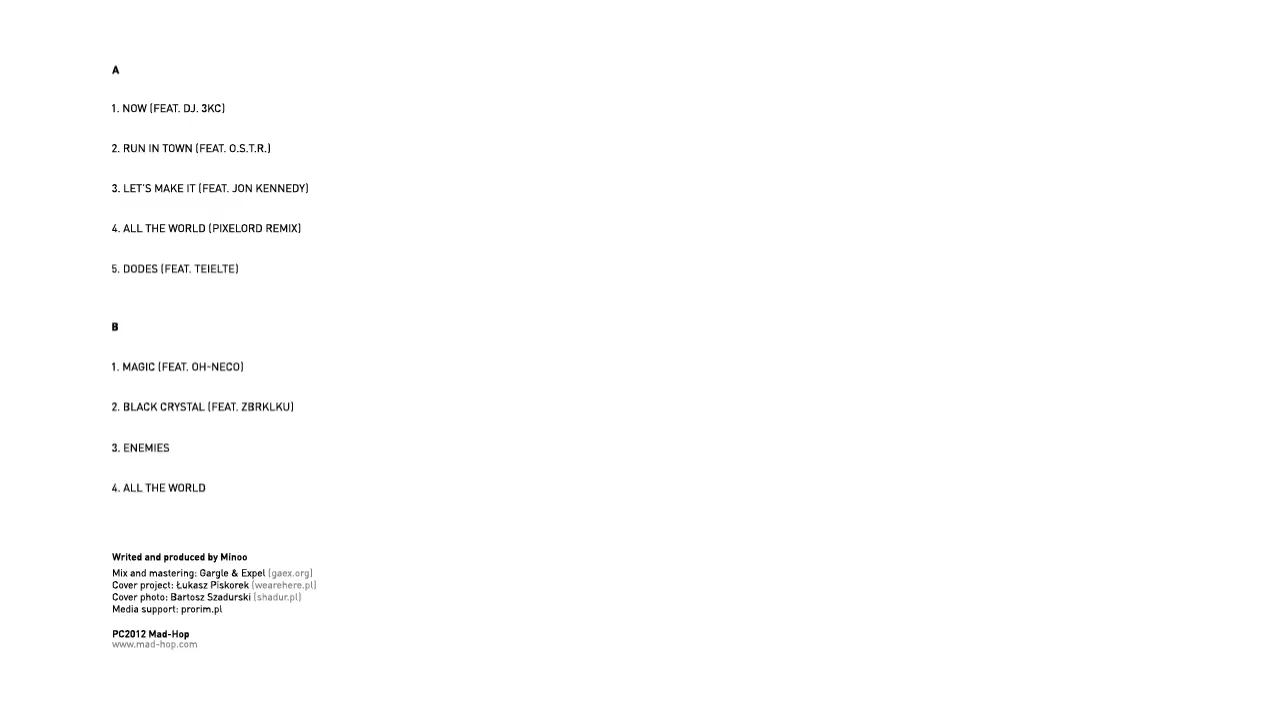 A
1. NOW (FEAT. DJ. 3KC)
2. RUN IN TOWN (FEAT. O.S.T.R.)
3. LET'S MAKE IT (FEAT. JON KENNEDY)
4. ALL THE WORLD (PIXELORD REMIX)
5. DODES (FEAT. TEIELTE)
B
1. MAGIC (FEAT. OH-NECO)
2. BLACK CRYSTAL (FEAT. ZBRKLKU)
3. ENEMIES
4. ALL THE WORLD
Writed and produced by Minoo
Mix and mastering: Gargle & Expel (gaex.org)
Cover project: Łukasz Piskorek (wearehere.pl)
Cover photo: Bartosz Szadurski (shadur.pl)
Media support: prorim.pl
PC2012 Mad-Hop
www.mad-hop.com